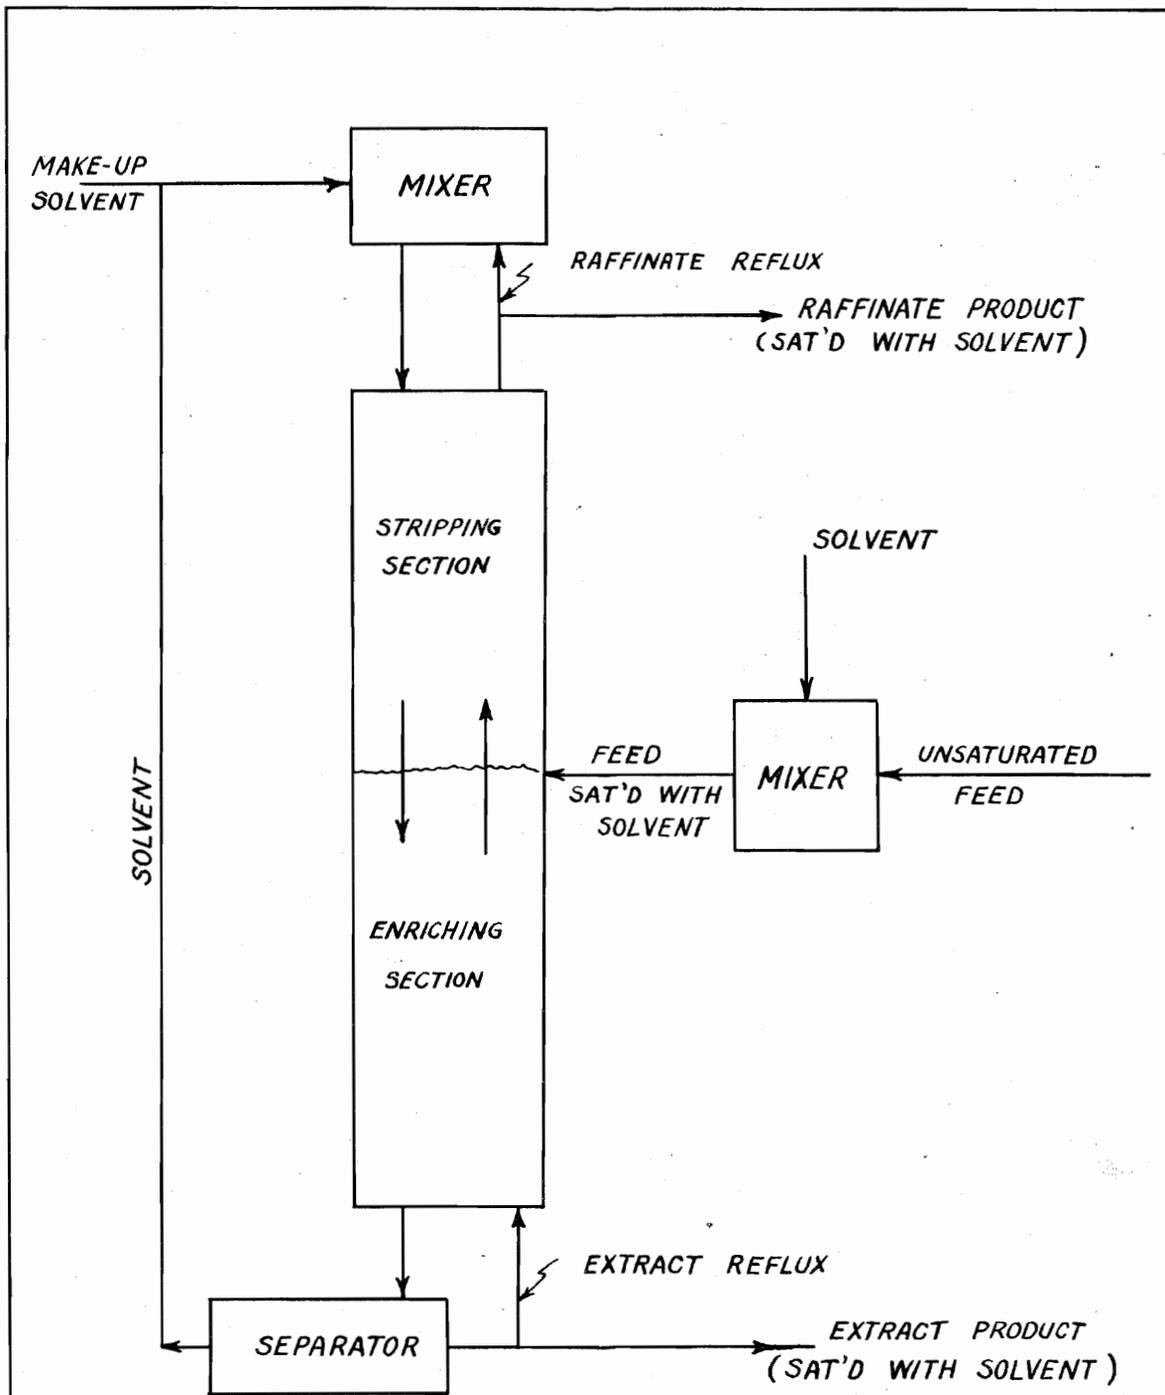 MAKE-UP
SOLVENT
MIXER
RAFFINATE REFLUX
RAFFINATE PRODUCT
(SAT'D WITH SOLVENT)
STRIPPING
SECTION
SOLVENT
FEED
SAT'D WITH
SOLVENT
MIXER
UNSATURATED
FEED
SOLVENT
ENRICHING
SECTION
EXTRACT REFLUX
SEPARATOR
EXTRACT PRODUCT
(SAT'D WITH SOLVENT)